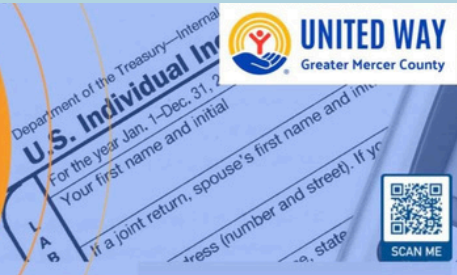 UNITED WAY
Greater Mercer County
Department of the Treasury—Internal
U.S. Individual In
For the year Jan. 1–Dec. 31, 2
Your first name and initial
If a joint return, spouse's first name and init
ress (number and street). If yo
, state,
L
A
B
SCAN ME